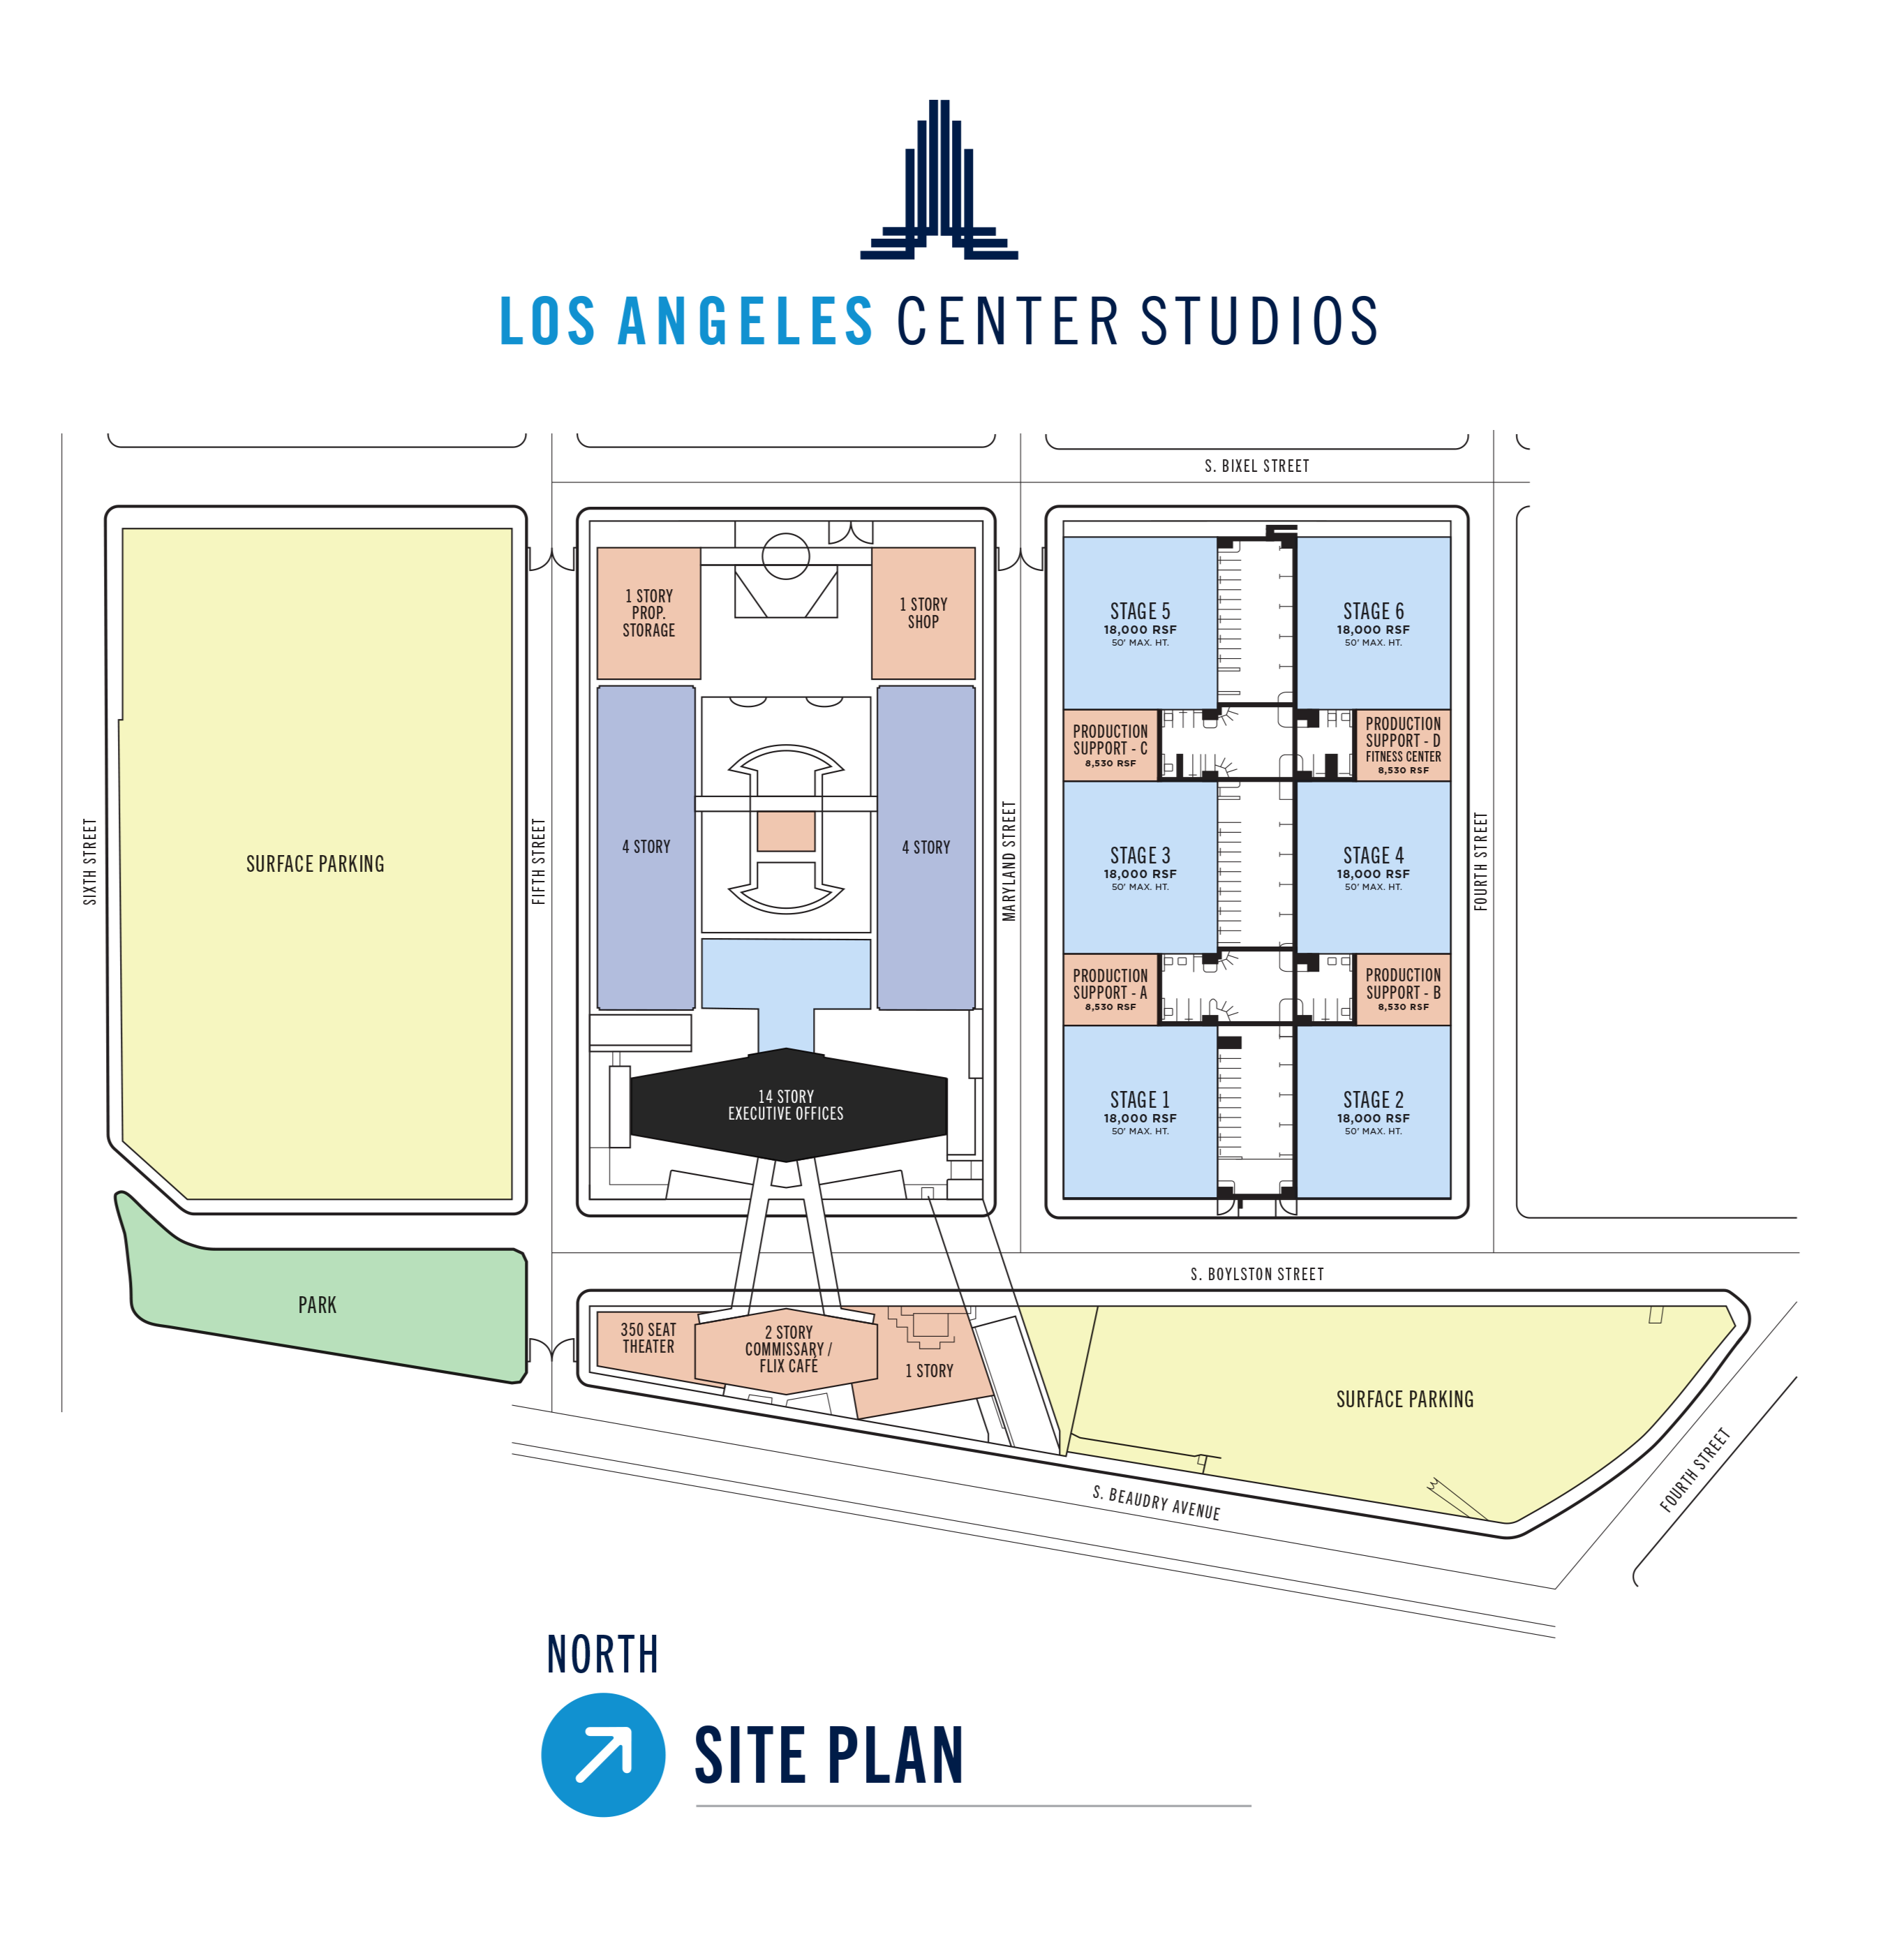 LOS ANGELES CENTER STUDIOS
S. BIXEL STREET
SIXTH STREET
SURFACE PARKING
FIFTH STREET
1 STORY
PROP.
STORAGE
1 STORY
SHOP
4 STORY
4 STORY
14 STORY
EXECUTIVE OFFICES
MARYLAND STREET
STAGE 5
18,000 RSF
50' MAX. HT.
STAGE 6
18,000 RSF
50' MAX. HT.
PRODUCTION
SUPPORT - C
8,530 RSF
PRODUCTION
SUPPORT - D
FITNESS CENTER
8,530 RSF
STAGE 3
18,000 RSF
50' MAX. HT.
STAGE 4
18,000 RSF
50' MAX. HT.
PRODUCTION
SUPPORT - A
8,530 RSF
PRODUCTION
SUPPORT - B
8,530 RSF
STAGE 1
18,000 RSF
50' MAX. HT.
STAGE 2
18,000 RSF
50' MAX. HT.
FOURTH STREET
S. BOYLSTON STREET
PARK
350 SEAT
THEATER
2 STORY
COMMISSARY /
FLIX CAFÉ
1 STORY
SURFACE PARKING
S. BEAUDRY AVENUE
FOURTH STREET
NORTH
SITE PLAN